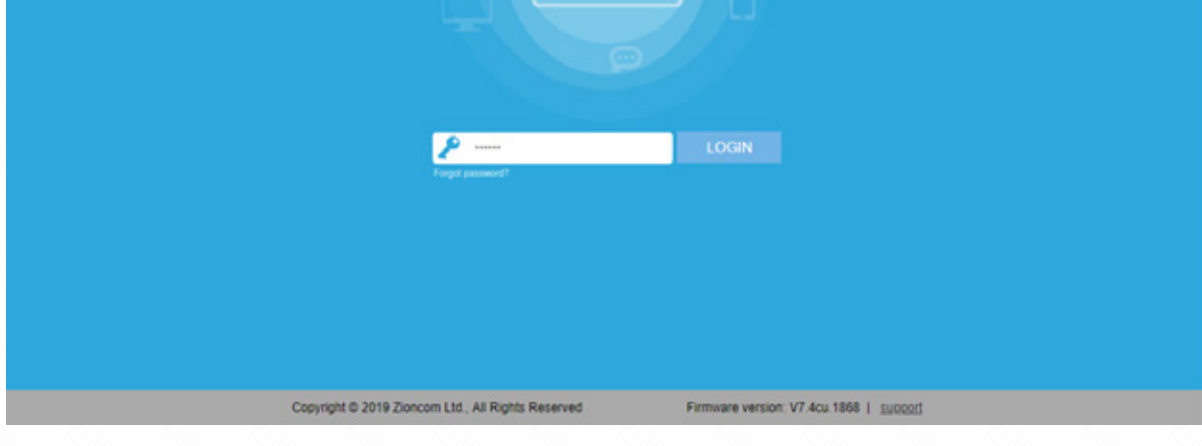 LOGIN
Forgot password?
Copyright © 2019 Zioncom Ltd., All Rights Reserved Firmware version: V7.4cu.1868 | support